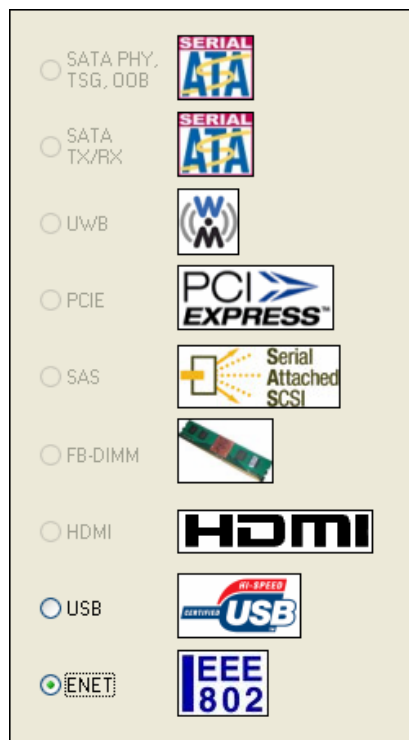 SATA PHY,
TSG, OOB
SERIAL
ATA
SATA
TX/RX
SERIAL
ATA
UWB
W
M
PCIE
PCI
EXPRESS™
SAS
Serial
Attached
SCSI
FB-DIMM
HDMI
HDMI
USB
HI-SPEED
CERTIFIED USB
ENET
IEEE
802